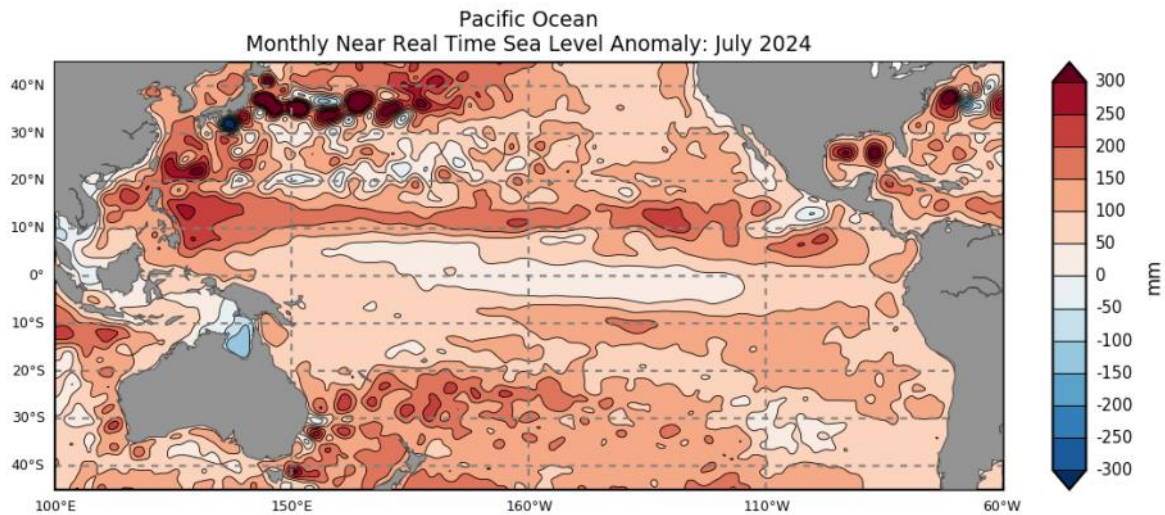 Pacific Ocean
Monthly Near Real Time Sea Level Anomaly: July 2024
40°N
30°N
20°N
10°N
0°
10°S
20°S
30°S
40°S
100°E 150°E 160°W 110°W 60°W
300
250
200
150
100
50
0
-50
-100
-150
-200
-250
-300
mm